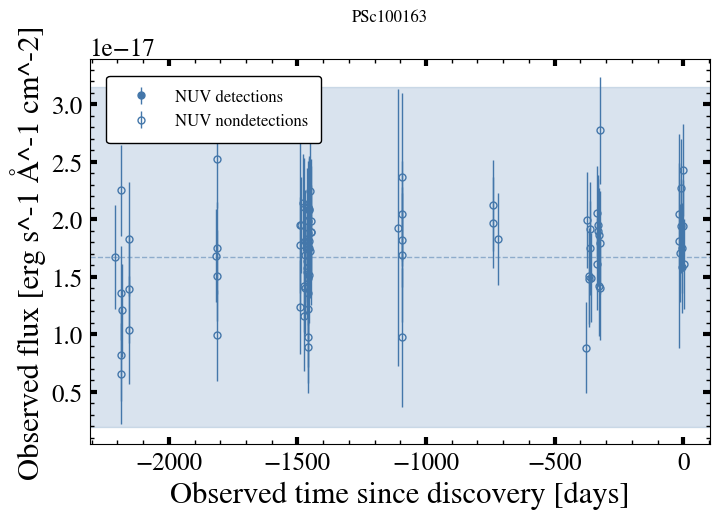 PSc100163
1e−17
NUV detections
NUV nondetections
3.0
2.5
2.0
1.5
1.0
0.5
Observed flux [erg s^-1 Å^-1 cm^-2]
−2000 −1500 −1000 −500 0
Observed time since discovery [days]